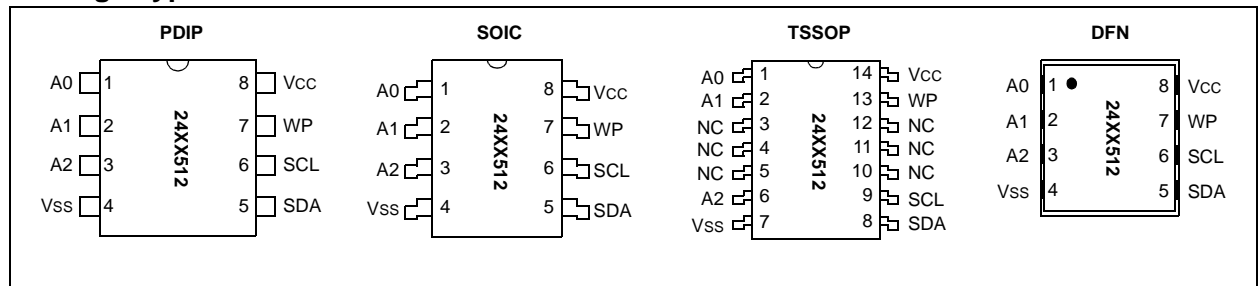 PDIP
A0 1 8 VCC
A1 2 7 WP
A2 3 6 SCL
VSS 4 5 SDA
24XX512
SOIC
A0 1 8 VCC
A1 2 7 WP
A2 3 6 SCL
VSS 4 5 SDA
24XX512
TSSOP
A0 1 14 VCC
A1 2 13 WP
NC 3 12 NC
NC 4 11 NC
NC 5 10 NC
A2 6 9 SCL
VSS 7 8 SDA
24XX512
DFN
A0 1 8 VCC
A1 2 7 WP
A2 3 6 SCL
VSS 4 5 SDA
24XX512